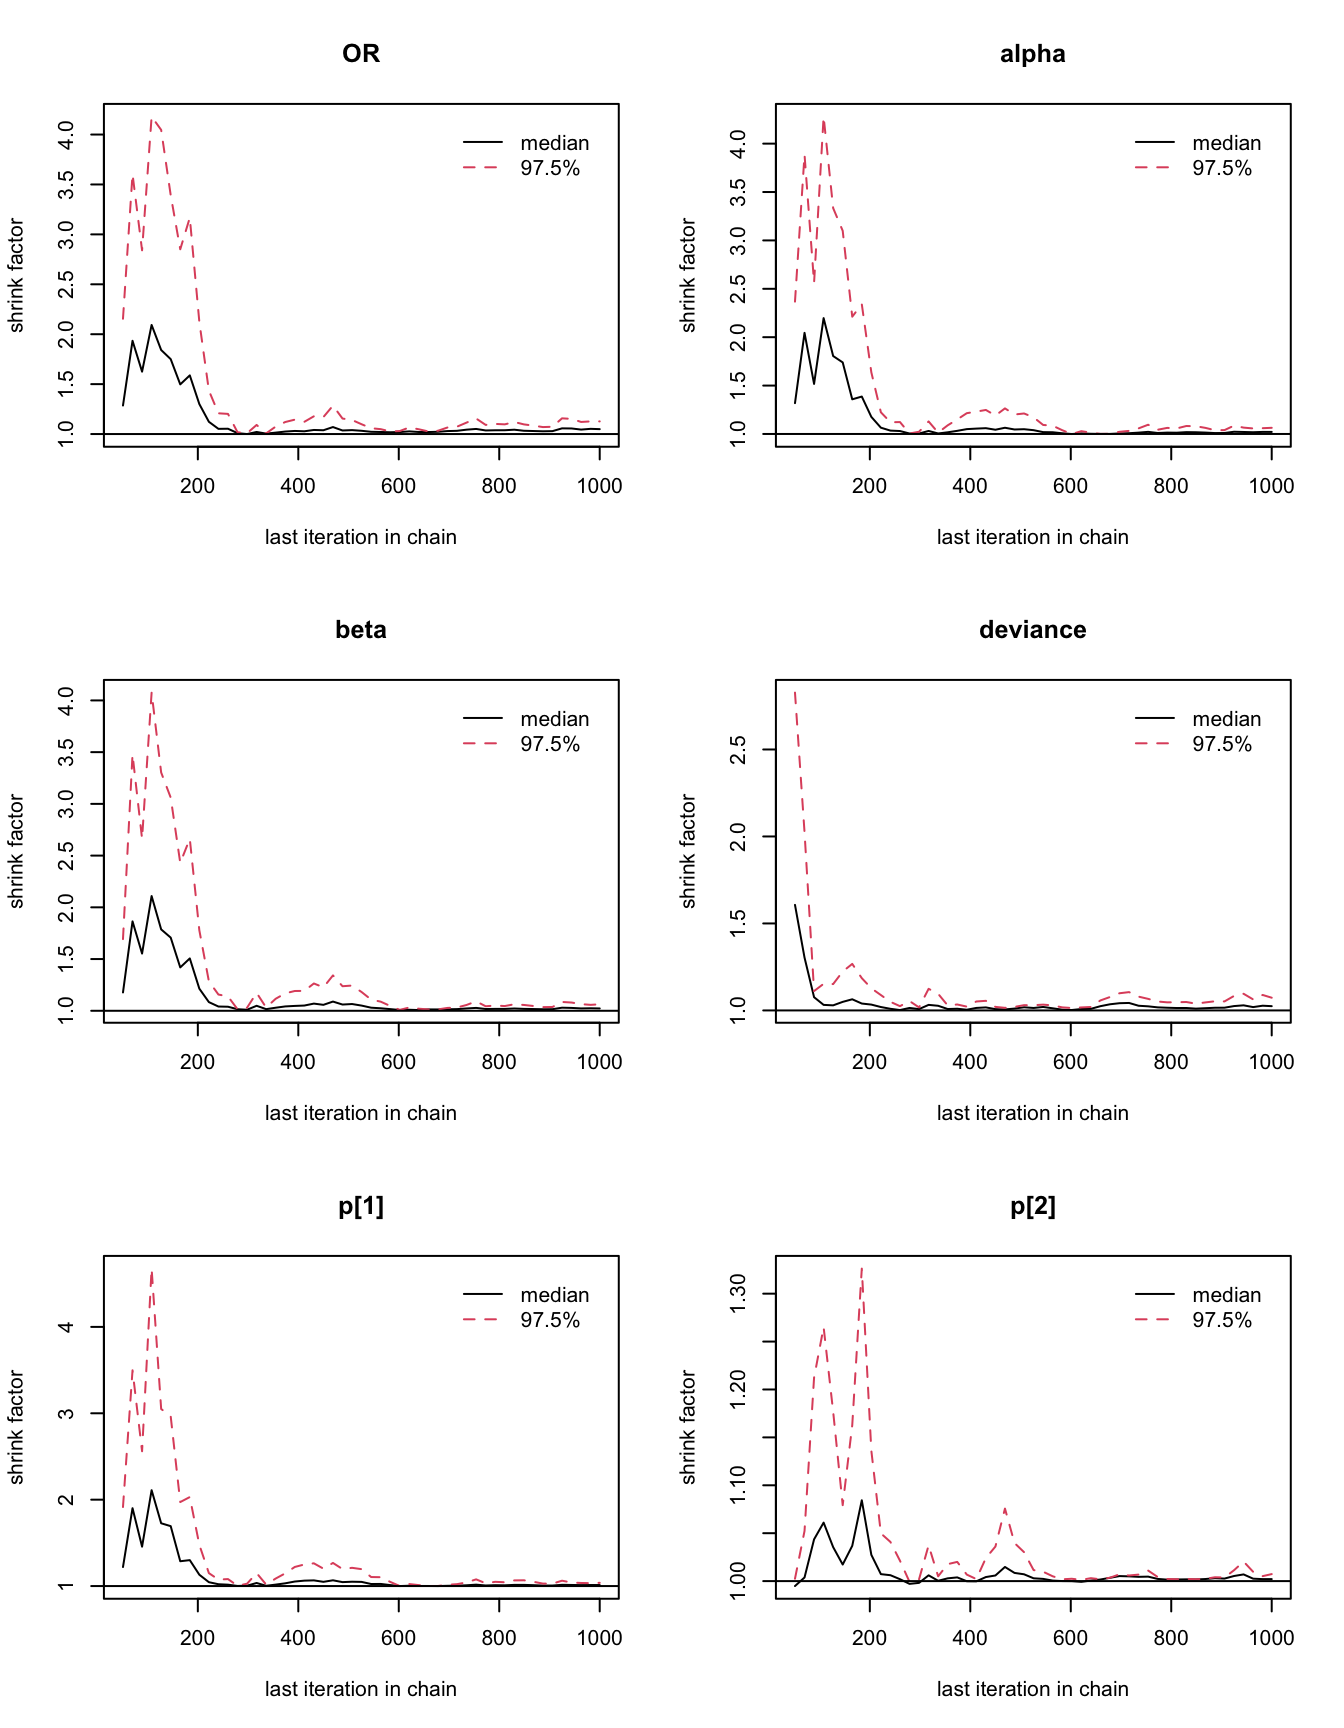 OR
shrink factor
4.0
3.5
3.0
2.5
2.0
1.5
1.0
median
97.5%
200 400 600 800 1000
last iteration in chain
alpha
shrink factor
4.0
3.5
3.0
2.5
2.0
1.5
1.0
median
97.5%
200 400 600 800 1000
last iteration in chain
beta
shrink factor
4.0
3.5
3.0
2.5
2.0
1.5
1.0
median
97.5%
200 400 600 800 1000
last iteration in chain
deviance
shrink factor
2.5
2.0
1.5
1.0
median
97.5%
200 400 600 800 1000
last iteration in chain
p[1]
shrink factor
4
3
2
1
median
97.5%
200 400 600 800 1000
last iteration in chain
p[2]
shrink factor
1.30
1.20
1.10
1.00
median
97.5%
200 400 600 800 1000
last iteration in chain